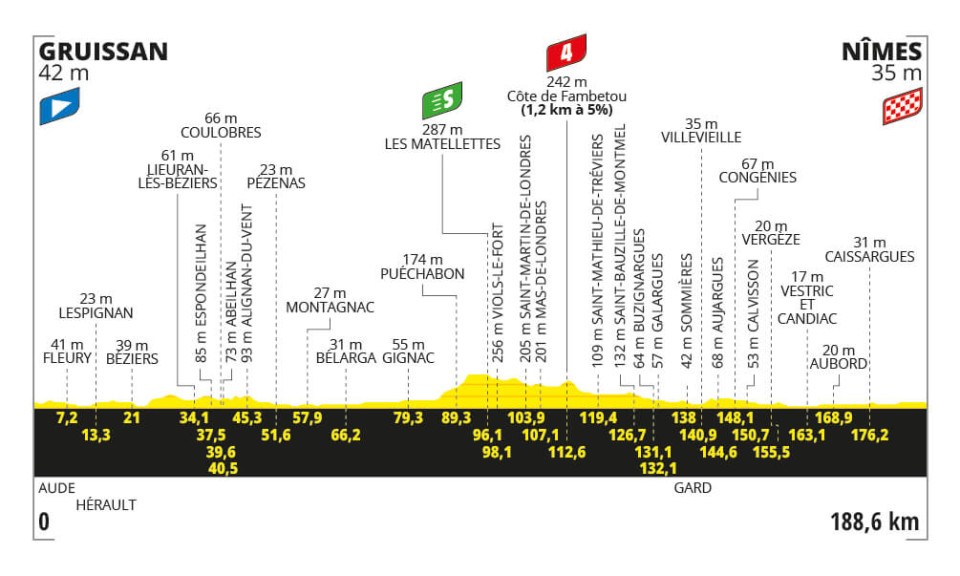 GRUISSAN
42 m
NÎMES
35 m
4
242 m
Côte de Fambetou
(1,2 km à 5%)
S
287 m
LES MATELLETTES
66 m
COULOBRES
61 m
LIEURAN-
LÈS-BÉZIERS
23 m
PÉZENAS
35 m
VILLEVIEILLE
67 m
CONGÉNIES
20 m
VERGÈZE
31 m
CAISSARGUES
174 m
PUÉCHABON
17 m
VESTRIC
ET
CANDIAC
23 m
LESPIGNAN
27 m
MONTAGNAC
41 m
FLEURY
39 m
BÉZIERS
31 m
BÉLARGA
55 m
GIGNAC
20 m
AUBORD
85 m ESPONDEILHAN
73 m ABEILHAN
93 m ALIGNAN-DU-VENT
256 m VIOLS-LE-FORT
205 m SAINT-MARTIN-DE-LONDRES
201 m MAS-DE-LONDRES
109 m SAINT-MATHIEU-DE-TRÉVIERS
132 m SAINT-BAUZILLE-DE-MONTMEL
64 m BUZIGNARGUES
57 m GALARGUES
42 m SOMMIÈRES
68 m AUJARGUES
53 m CALVISSON
7,2 21 34,1 45,3 57,9 79,3 89,3 103,9 119,4 138 148,1 168,9
13,3 37,5 51,6 66,2 96,1 107,1 126,7 140,9 150,7 163,1 176,2
39,6 98,1 112,6 131,1 144,6 155,5
40,5 132,1
AUDE
HÉRAULT
GARD
0
188,6 km